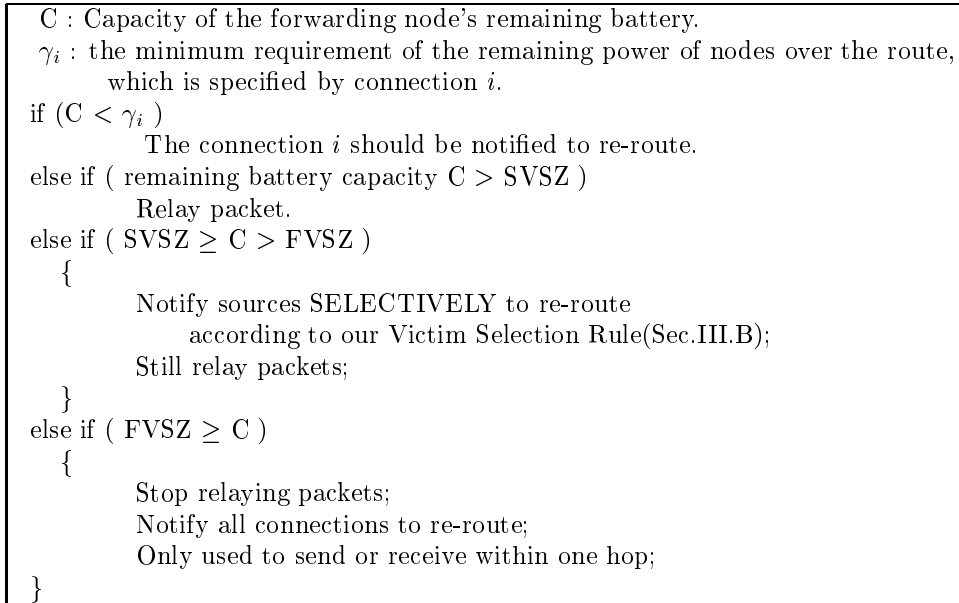 C : Capacity of the forwarding node's remaining battery.
γi : the minimum requirement of the remaining power of nodes over the route,
which is specified by connection i.
if (C < γi )
The connection i should be notified to re-route.
else if ( remaining battery capacity C > SVSZ )
Relay packet.
else if ( SVSZ ≥ C > FVSZ )
{
Notify sources SELECTIVELY to re-route
according to our Victim Selection Rule(Sec.III.B);
Still relay packets;
}
else if ( FVSZ ≥ C )
{
Stop relaying packets;
Notify all connections to re-route;
Only used to send or receive within one hop;
}